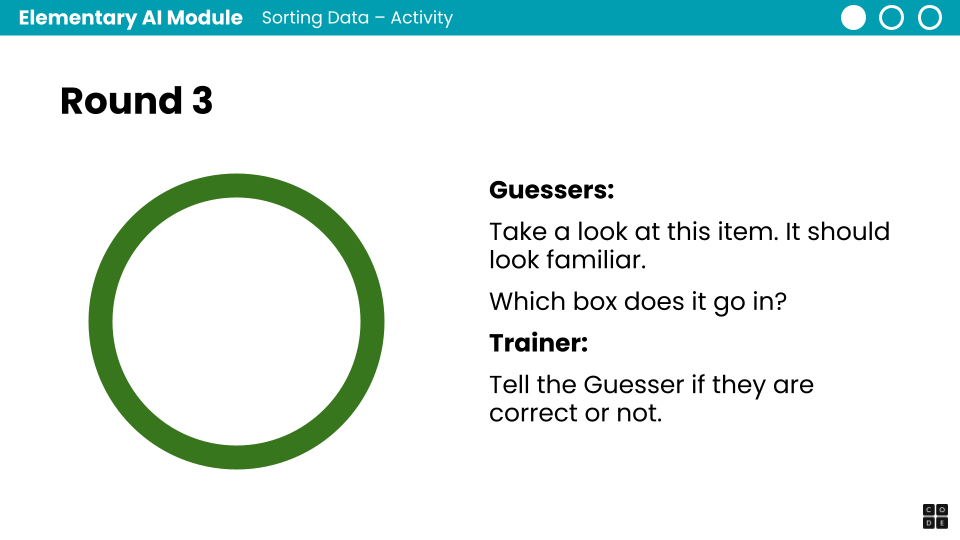 Elementary AI Module Sorting Data – Activity
Round 3
Guessers:
Take a look at this item. It should
look familiar.
Which box does it go in?
Trainer:
Tell the Guesser if they are
correct or not.
C O
D E